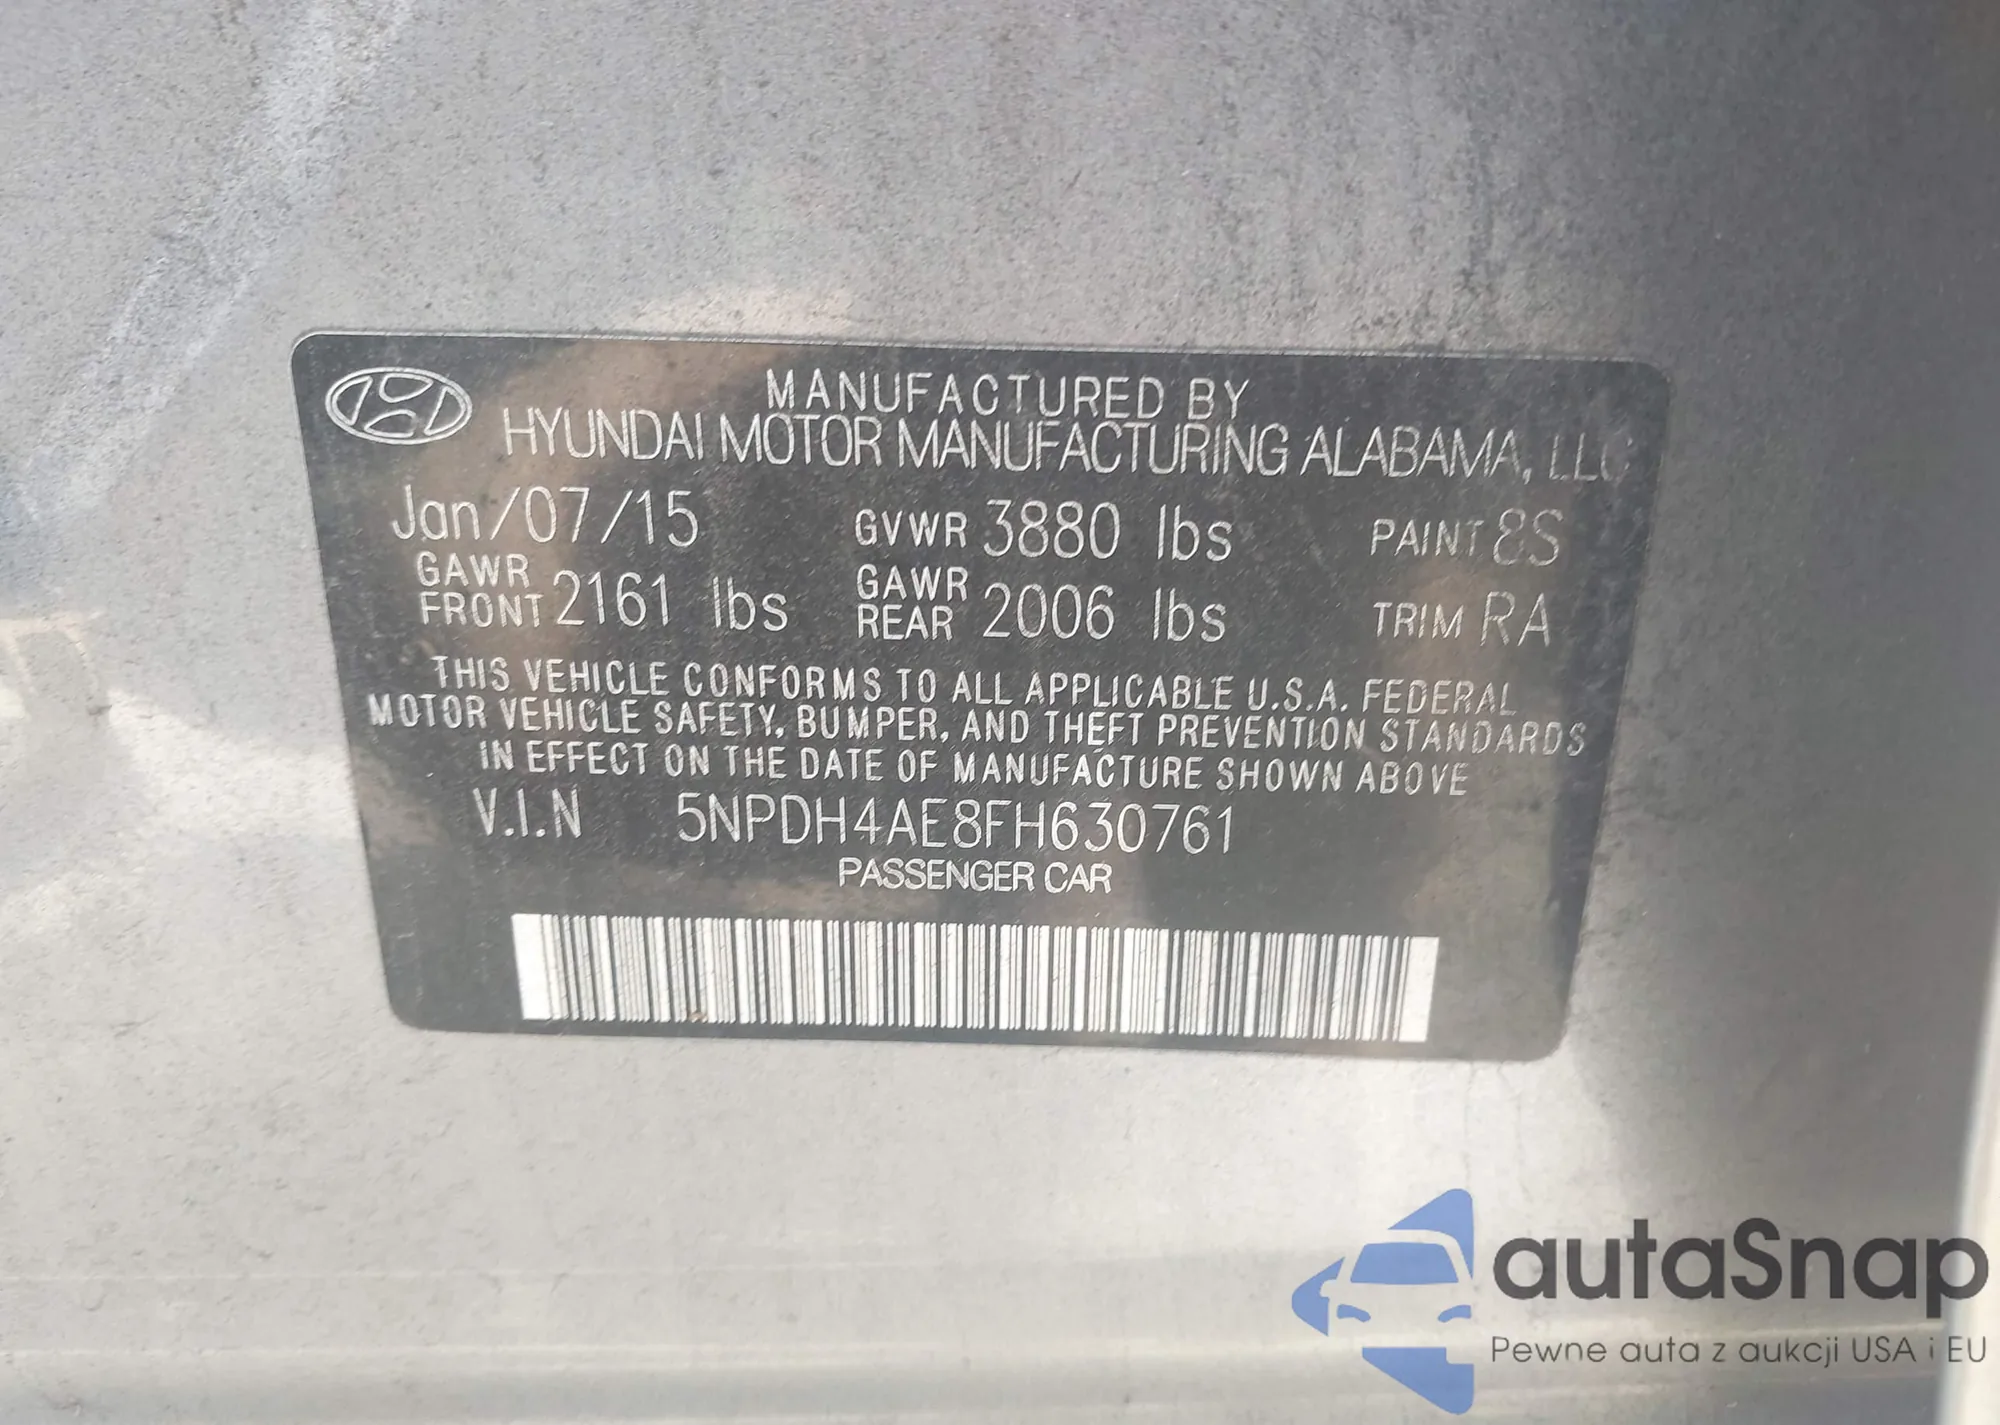 MANUFACTURED BY
HYUNDAI MOTOR MANUFACTURING ALABAMA, LLC
Jan/07/15 GVWR 3880 lbs PAINT 8S
GAWR FRONT 2161 lbs GAWR REAR 2006 lbs TRIM RA
THIS VEHICLE CONFORMS TO ALL APPLICABLE U.S.A. FEDERAL
MOTOR VEHICLE SAFETY, BUMPER, AND THEFT PREVENTION STANDARDS
IN EFFECT ON THE DATE OF MANUFACTURE SHOWN ABOVE
V.I.N 5NPDH4AE8FH630761
PASSENGER CAR
autaSnap
Pewne auta z aukcji USA i EU